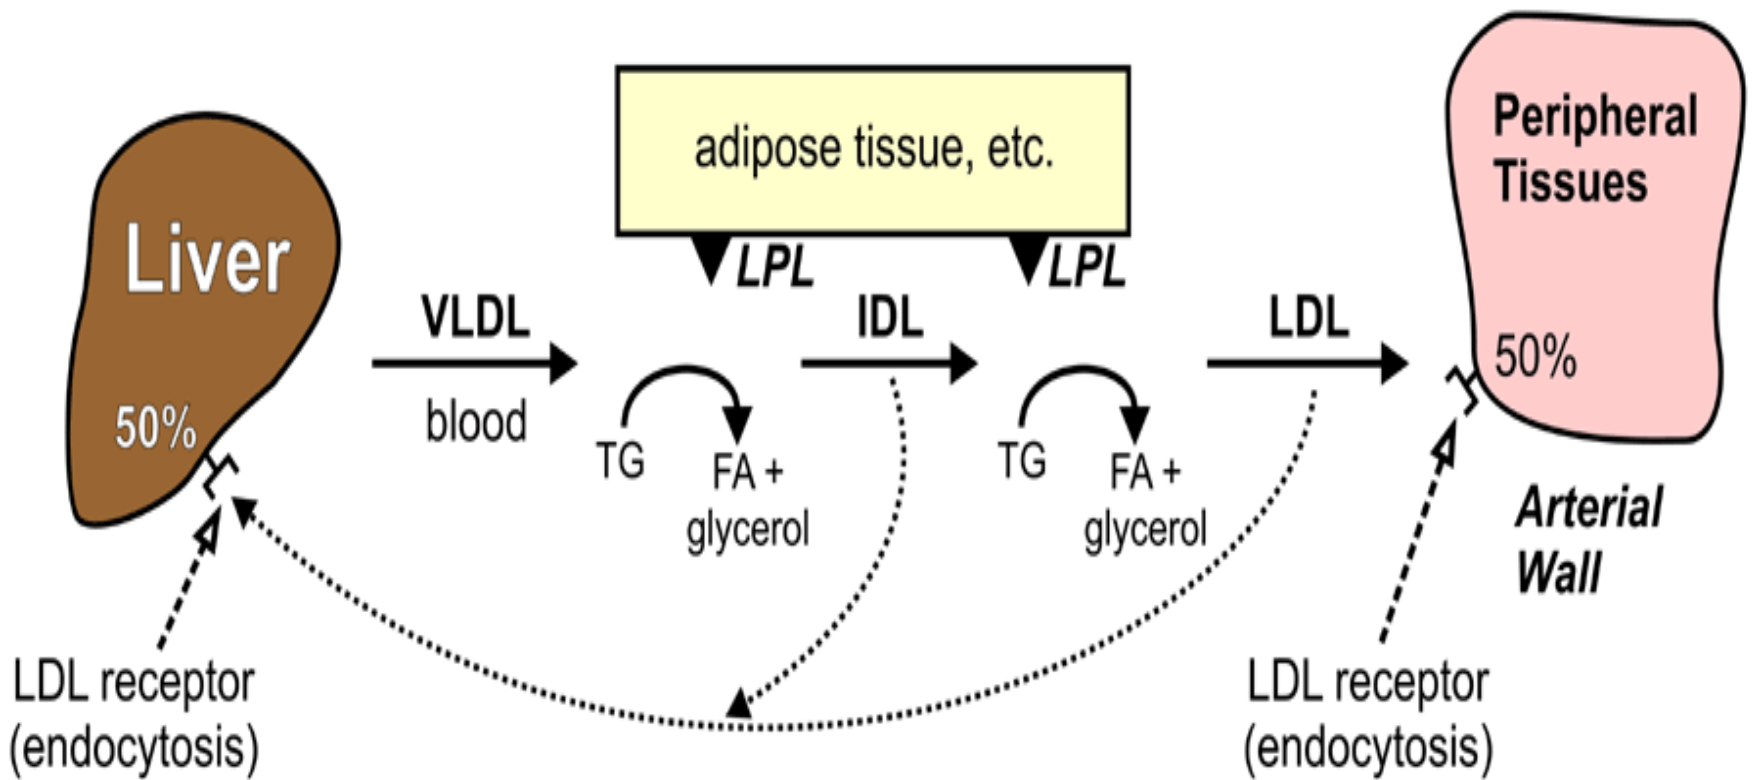 adipose tissue, etc.
Peripheral
Tissues
Liver
LPL
LPL
VLDL
IDL
LDL
50%
50%
blood
TG
FA +
glycerol
TG
FA +
glycerol
Arterial
Wall
LDL receptor
(endocytosis)
LDL receptor
(endocytosis)